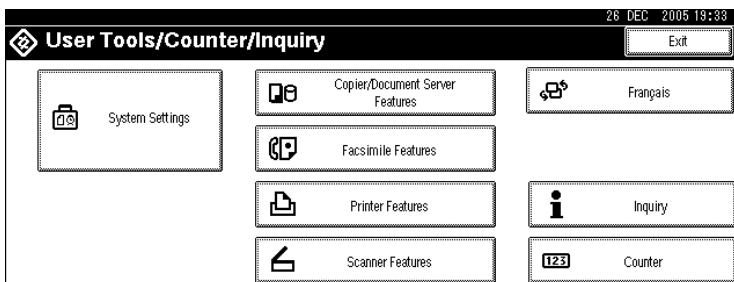 26 DEC 2005 19:33
User Tools/Counter/Inquiry
Exit
System Settings
Copier/Document Server
Features
Facsimile Features
Printer Features
Scanner Features
Français
Inquiry
123
Counter